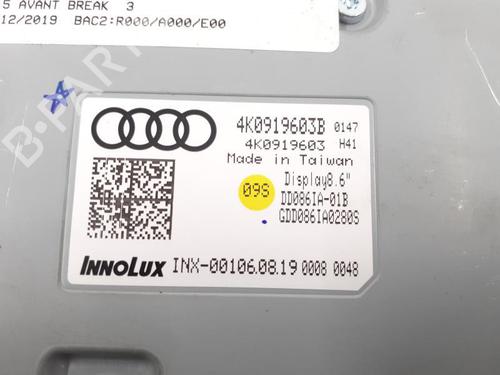 5 AVANT BREAK 3
12/2019 BAC2:R000/A000/E00
4K0919603B 0147
4K0919603 H41
Made in Taiwan
09S
Display8.6"
DD086IA-01B
GDD086IA0280S
INNOLUX INX-00106.08.19 0008 0048
B-PARTS